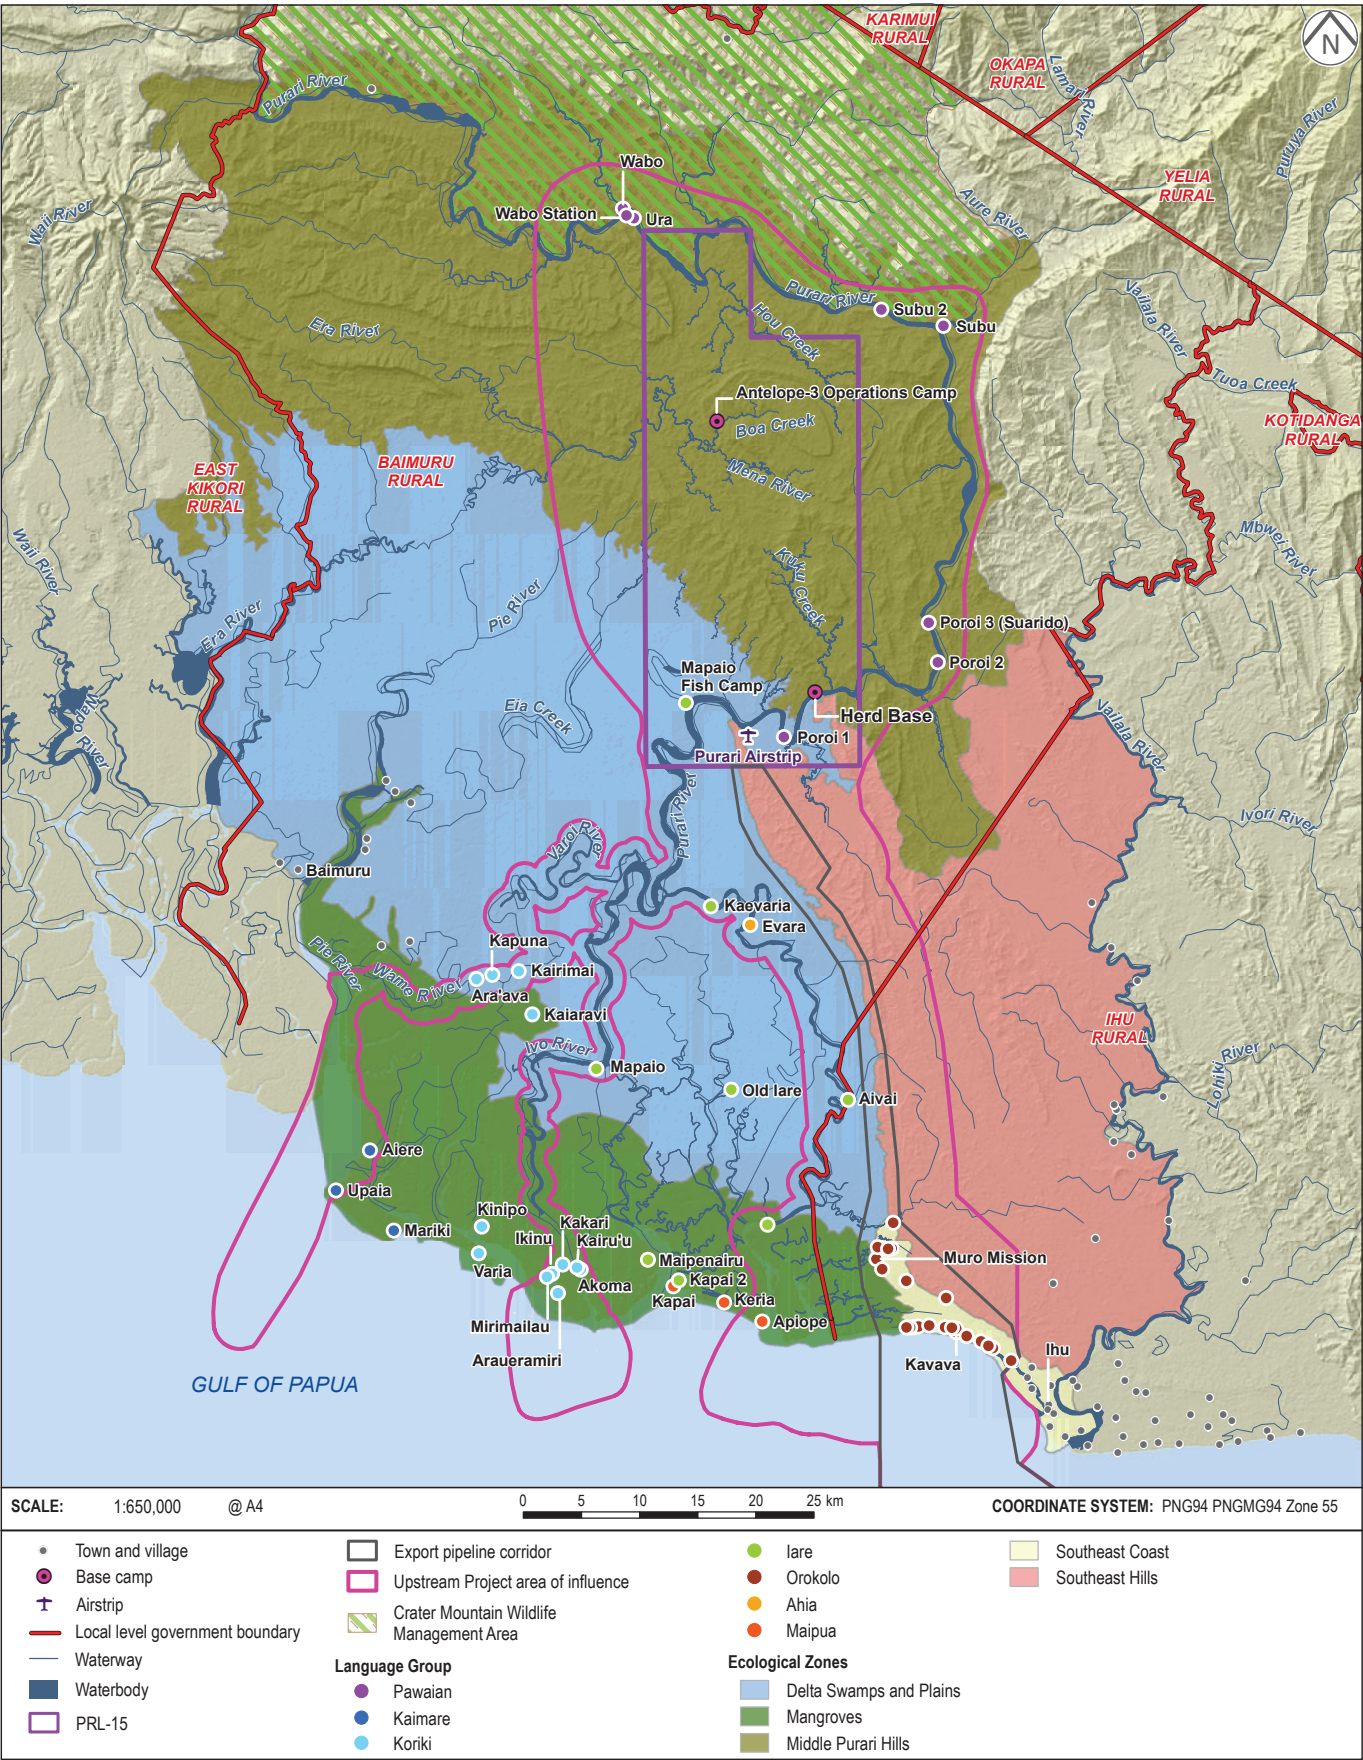 KARIMUI
RURAL
N
OKAPA
RURAL
Lamari
River
Purari River
Puruya River
Wabo
YELIA
RURAL
Waii River
Wabo Station
Ura
Aure River
Purari River
Subu 2
Subu
Hou Creek
Vailala River
Era River
Tuoa Creek
Antelope-3 Operations Camp
Boa Creek
KOTIDANGA
RURAL
EAST
KIKORI
RURAL
BAIMURU
RURAL
Mena River
Waii River
Mbwei River
Kuku Creek
Pie River
Era River
Poroi 3 (Suarido)
Poroi 2
Mapaio
Fish Camp
Eia Creek
Herd Base
Napo
River
Poroi 1
Purari Airstrip
Vailala River
Purari River
Ivori River
Varoi River
Baimuru
Kaevaria
Evara
Pie River
Wame River
Kapuna
Kairimai
Ara'ava
Kaiaravi
IHU
RURAL
Ivo River
Mapaio
Lohiki River
Old Iare
Aivai
Aiere
Upaia
Mariki
Kinipo
Kakari
Ikinu
Kairu'u
Varia
Akoma
Maipenairu
Kapai 2
Kapai
Keria
Muro Mission
Mirimailau
Apiope
Araueramiri
Kavava
Ihu
GULF OF PAPUA
SCALE: 1:650,000 @ A4
0 5 10 15 20 25 km
COORDINATE SYSTEM: PNG94 PNGMG94 Zone 55
Town and village
Base camp
Airstrip
Local level government boundary
Waterway
Waterbody
PRL-15
Export pipeline corridor
Upstream Project area of influence
Crater Mountain Wildlife
Management Area
Language Group
Pawaian
Kaimare
Koriki
Iare
Orokolo
Ahia
Maipua
Ecological Zones
Delta Swamps and Plains
Mangroves
Middle Purari Hills
Southeast Coast
Southeast Hills